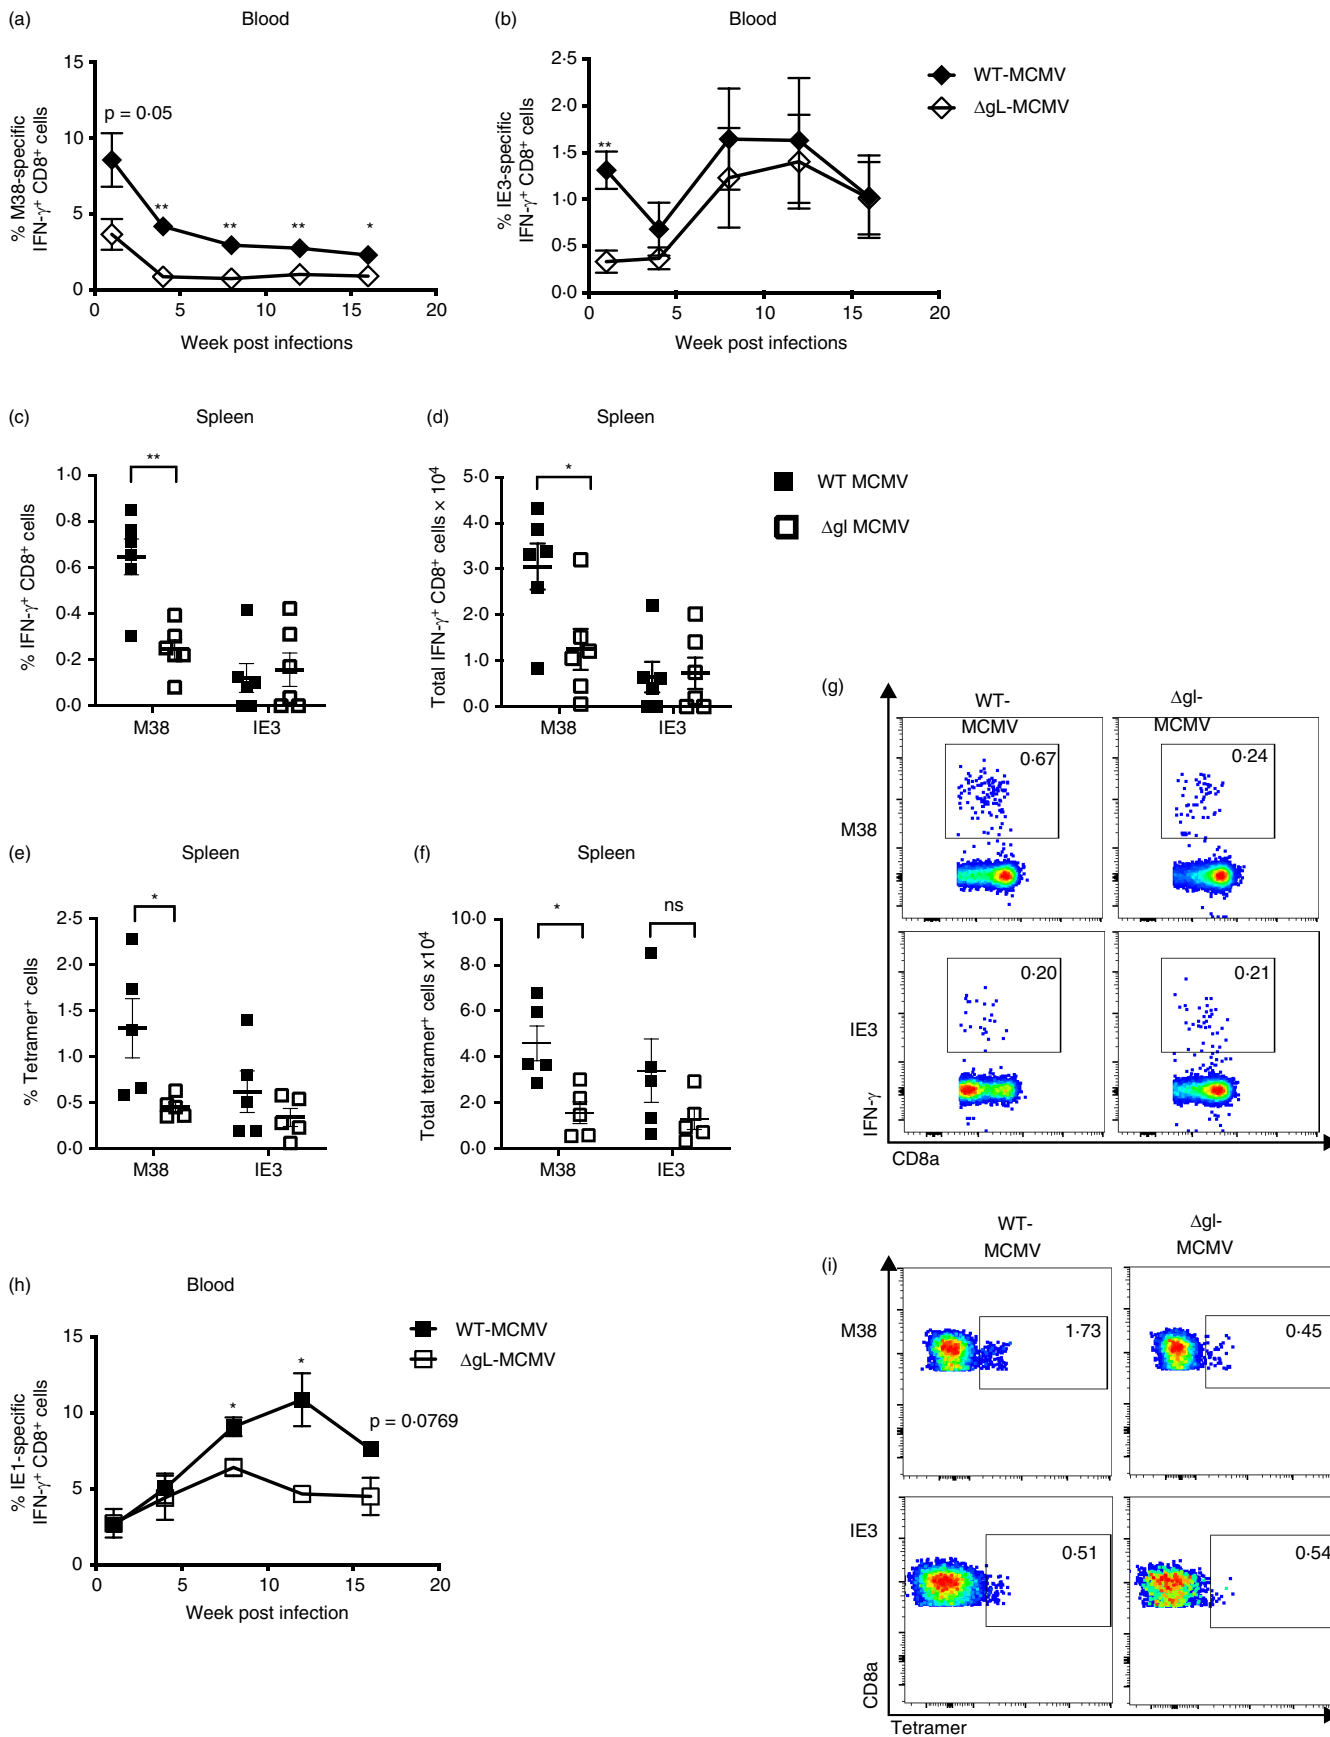 (a)
Blood
% M38-specific
IFN-γ⁺ CD8⁺ cells
15
10
5
0
p = 0·05
**
**
**
*
0
5
10
15
20
Week post infections
(b)
Blood
% IE3-specific
IFN-γ⁺ CD8⁺ cells
2·5
2·0
1·5
1·0
0·5
0·0
**
0
5
10
15
20
Week post infections
WT-MCMV
ΔgL-MCMV
(c)
Spleen
% IFN-γ⁺ CD8⁺ cells
1·0
0·8
0·6
0·4
0·2
0·0
**
M38
IE3
(d)
Spleen
Total IFN-γ⁺ CD8⁺ cells × 10⁴
5·0
4·0
3·0
2·0
1·0
0·0
*
M38
IE3
WT MCMV
Δgl MCMV
(e)
Spleen
% Tetramer⁺ cells
2·5
2·0
1·5
1·0
0·5
0·0
*
M38
IE3
(f)
Spleen
Total tetramer⁺ cells x10⁴
10·0
8·0
6·0
4·0
2·0
0·0
*
ns
M38
IE3
(g)
WT-
MCMV
Δgl-
MCMV
M38
0·67
0·24
IE3
0·20
0·21
IFN-γ
CD8a
(h)
Blood
% IE1-specific
IFN-γ⁺ CD8⁺ cells
15
10
5
0
*
*
p = 0·0769
0
5
10
15
20
Week post infection
WT-MCMV
ΔgL-MCMV
(i)
WT-
MCMV
Δgl-
MCMV
M38
1·73
0·45
IE3
0·51
0·54
CD8a
Tetramer